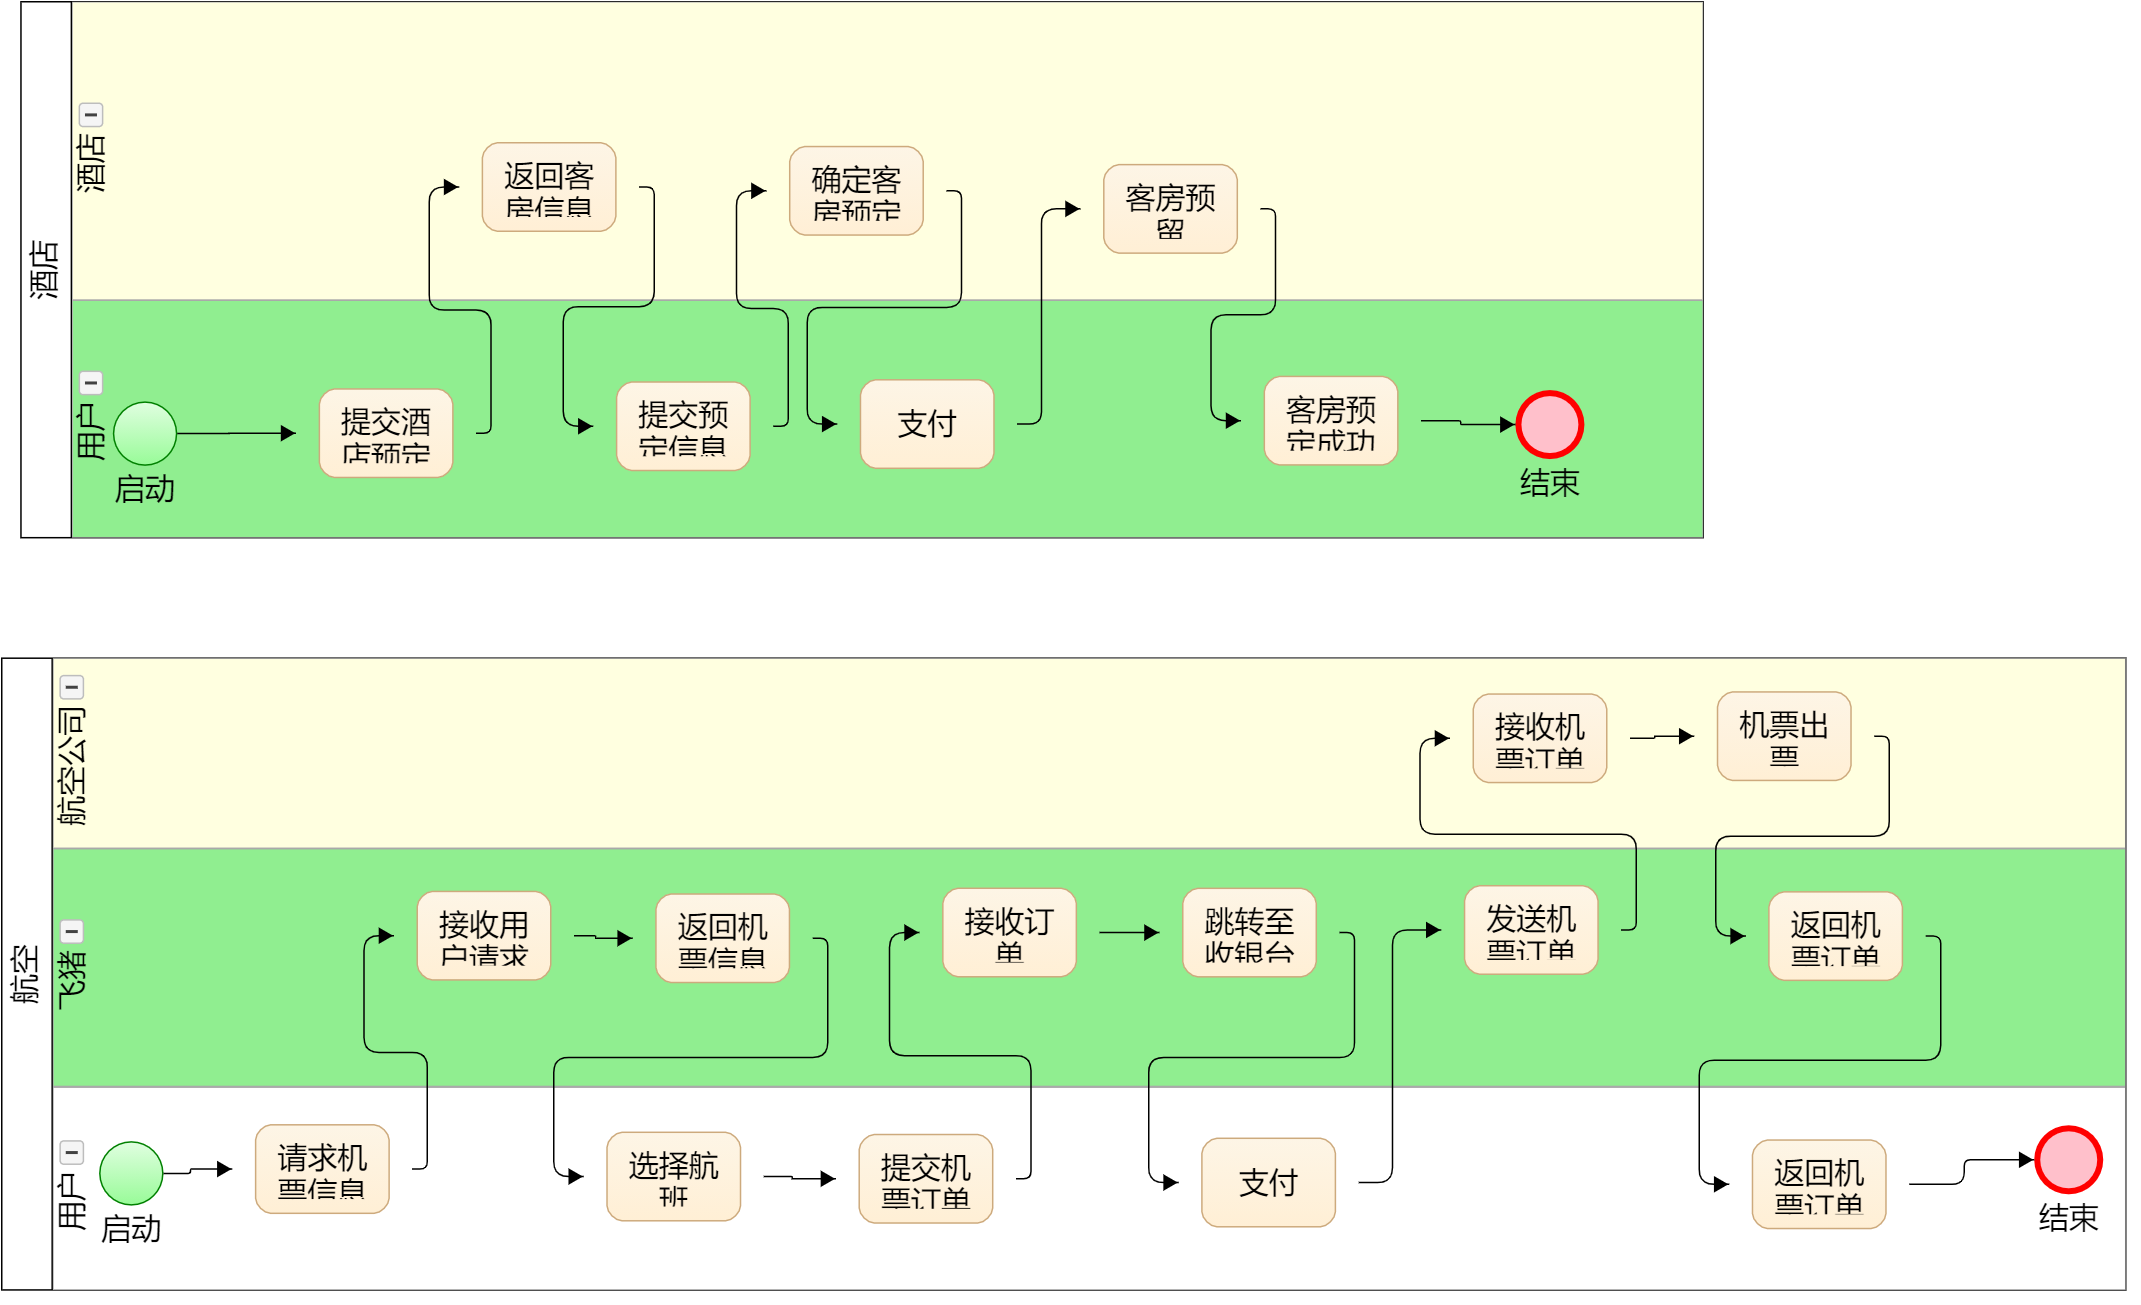 酒店
酒店
返回客
房信息
确定客
房预定
客房预
留
用户
启动
提交酒
店预定
提交预
定信息
支付
客房预
定成功
结束
航空
航空公司
接收机
票订单
机票出
票
飞猪
接收用
户请求
返回机
票信息
接收订
单
跳转至
收银台
发送机
票订单
返回机
票订单
用户
启动
请求机
票信息
选择航
班
提交机
票订单
支付
返回机
票订单
结束